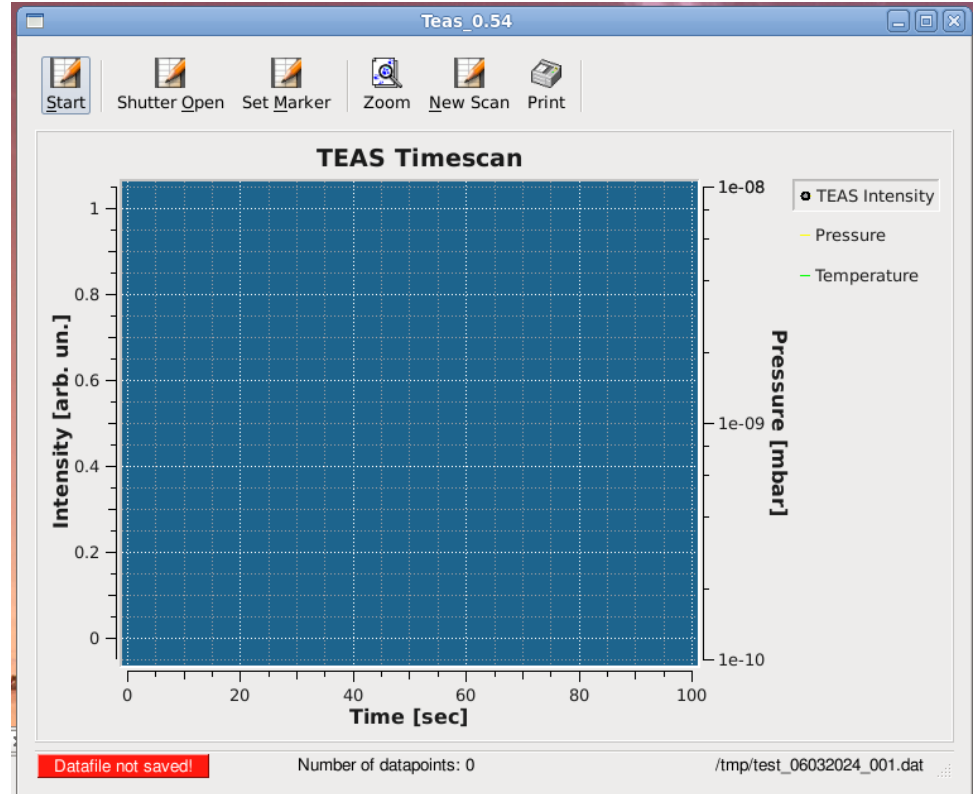 Teas_0.54
Start Shutter Open Set Marker Zoom New Scan Print
TEAS Timescan
1e-08
1
TEAS Intensity
Pressure
Temperature
0.8
0.6
1e-09
0.4
0.2
0
1e-10
Intensity [arb. un.]
Pressure [mbar]
0 20 40 60 80 100
Time [sec]
Datafile not saved! Number of datapoints: 0 /tmp/test_06032024_001.dat